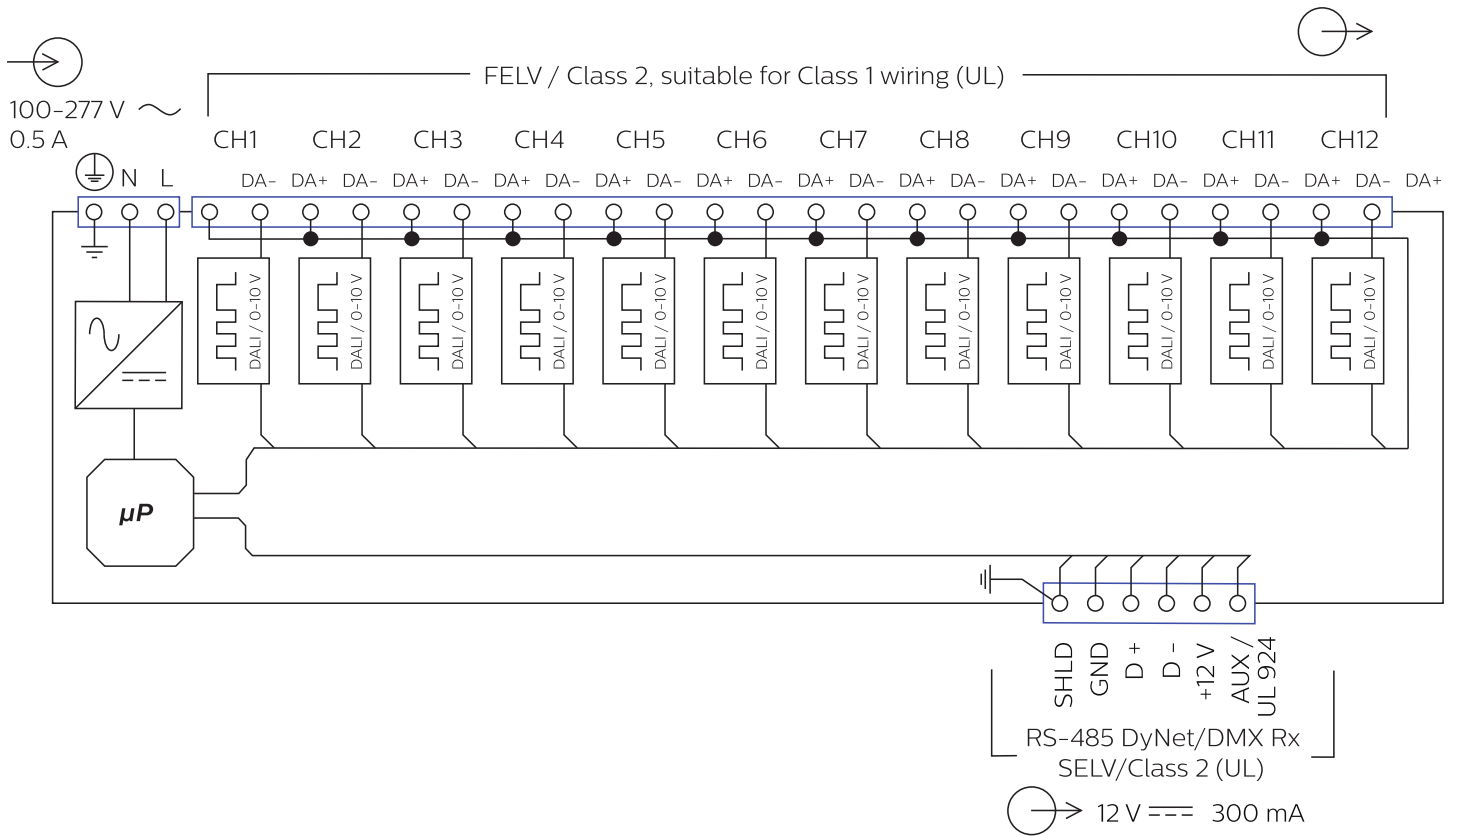 FELV / Class 2, suitable for Class 1 wiring (UL)
100-277 V
0.5 A
CH1 CH2 CH3 CH4 CH5 CH6 CH7 CH8 CH9 CH10 CH11 CH12
N L
DA- DA+ DA- DA+ DA- DA+ DA- DA+ DA- DA+ DA- DA+ DA- DA+ DA- DA+ DA- DA+ DA- DA+ DA- DA+ DA- DA+
DALI / 0-10 V
DALI / 0-10 V
DALI / 0-10 V
DALI / 0-10 V
DALI / 0-10 V
DALI / 0-10 V
DALI / 0-10 V
DALI / 0-10 V
DALI / 0-10 V
DALI / 0-10 V
DALI / 0-10 V
DALI / 0-10 V
µP
SHLD
GND
D +
D -
+12 V
AUX /
UL 924
RS-485 DyNet/DMX Rx
SELV/Class 2 (UL)
12 V 300 mA